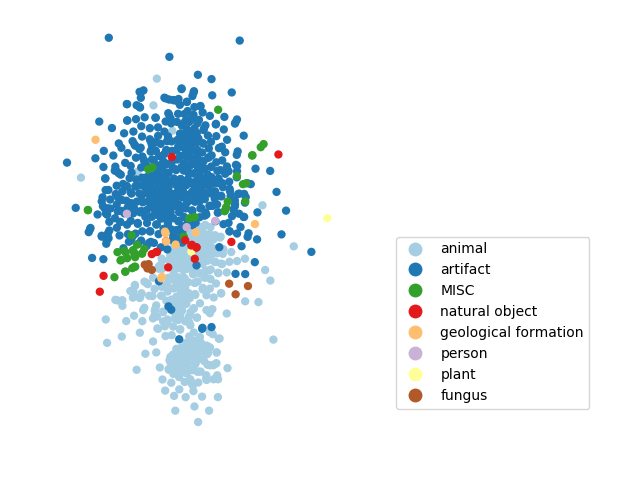 animal
artifact
MISC
natural object
geological formation
person
plant
fungus